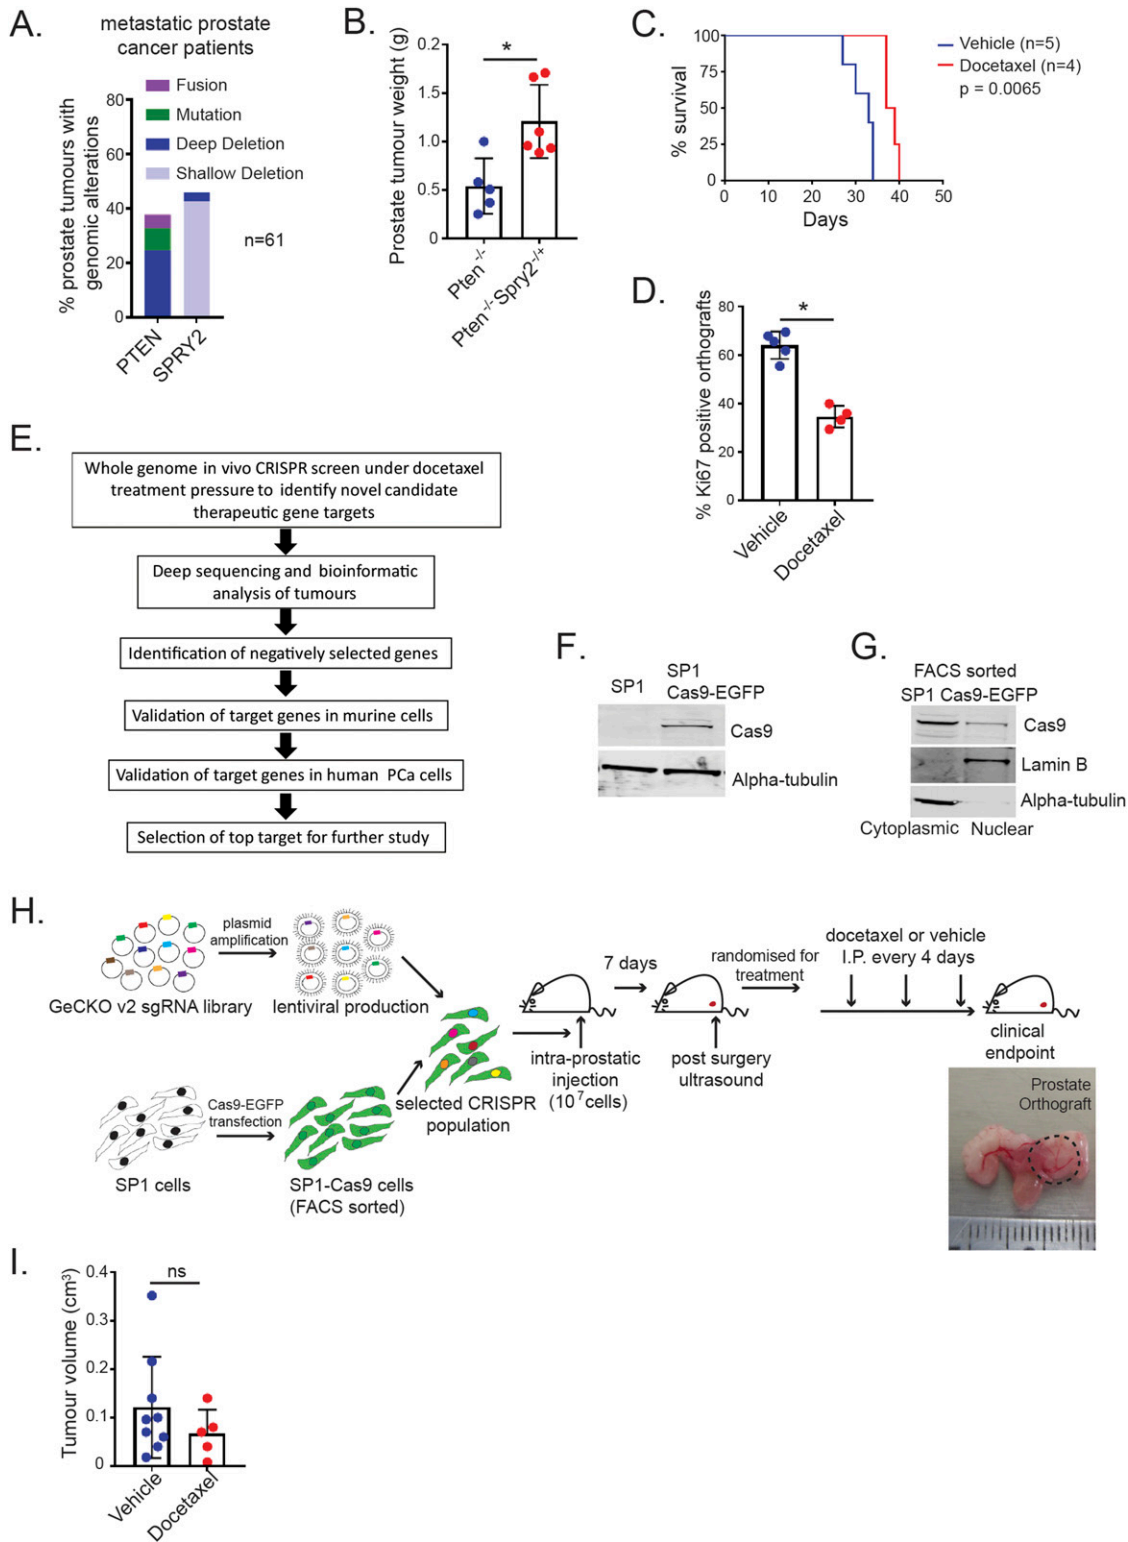 A.
metastatic prostate
cancer patients
Fusion
Mutation
Deep Deletion
Shallow Deletion
% prostate tumours with
genomic alterations
80
60
40
20
0
n=61
PTEN
SPRY2
B.
Prostate tumour weight (g)
2.0
1.5
1.0
0.5
0
*
Pten-/-
Pten-/-Spry2-/+
C.
% survival
100
75
50
25
0
0 10 20 30 40 50
Days
Vehicle (n=5)
Docetaxel (n=4)
p = 0.0065
D.
% Ki67 positive orthografts
80
60
40
20
0
*
Vehicle
Docetaxel
E.
Whole genome in vivo CRISPR screen under docetaxel
treatment pressure to identify novel candidate
therapeutic gene targets
Deep sequencing and bioinformatic
analysis of tumours
Identification of negatively selected genes
Validation of target genes in murine cells
Validation of target genes in human PCa cells
Selection of top target for further study
F.
SP1
SP1
Cas9-EGFP
Cas9
Alpha-tubulin
G.
FACS sorted
SP1 Cas9-EGFP
Cas9
Lamin B
Alpha-tubulin
Cytoplasmic Nuclear
H.
plasmid
amplification
GeCKO v2 sgRNA library
lentiviral production
Cas9-EGFP
transfection
SP1 cells
SP1-Cas9 cells
(FACS sorted)
selected CRISPR
population
intra-prostatic
injection
(10⁷cells)
7 days
post surgery
ultrasound
randomised for
treatment
docetaxel or vehicle
I.P. every 4 days
clinical
endpoint
Prostate
Orthograft
I.
Tumour volume (cm³)
0.4
0.3
0.2
0.1
0
ns
Vehicle
Docetaxel